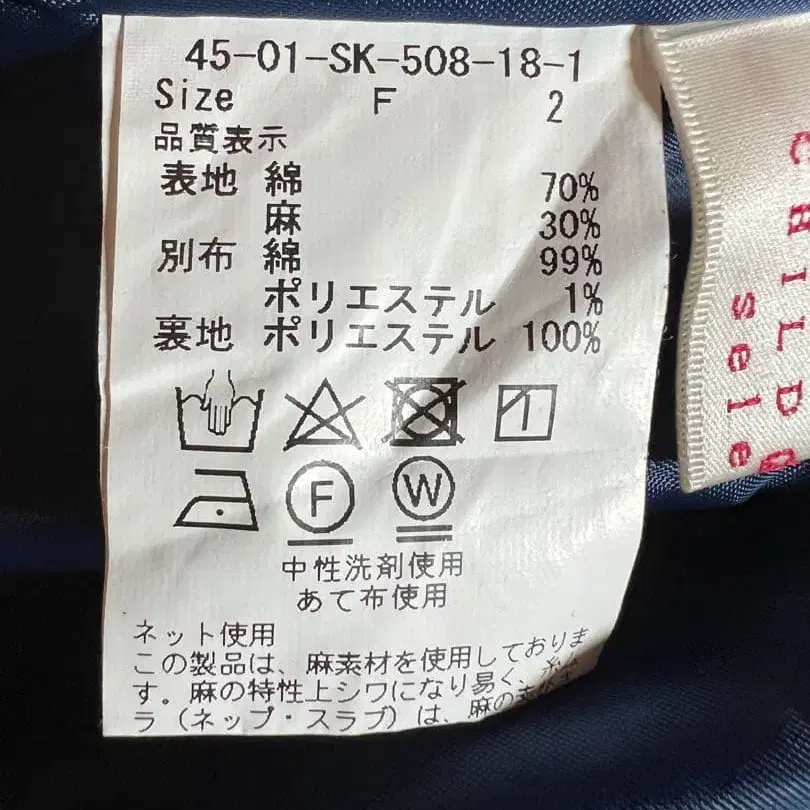 45-01-SK-508-18-1
Size F 2
品質表示
表地 綿 70%
麻 30%
別布 綿 99%
ポリエステル 1%
裏地 ポリエステル 100%
F W
中性洗剤使用
あて布使用
ネット使用
この製品は、麻素材を使用しておりま
す。麻の特性上シワになり易く、
ラ（ネップ・スラブ）は、麻の
CHILD
sele